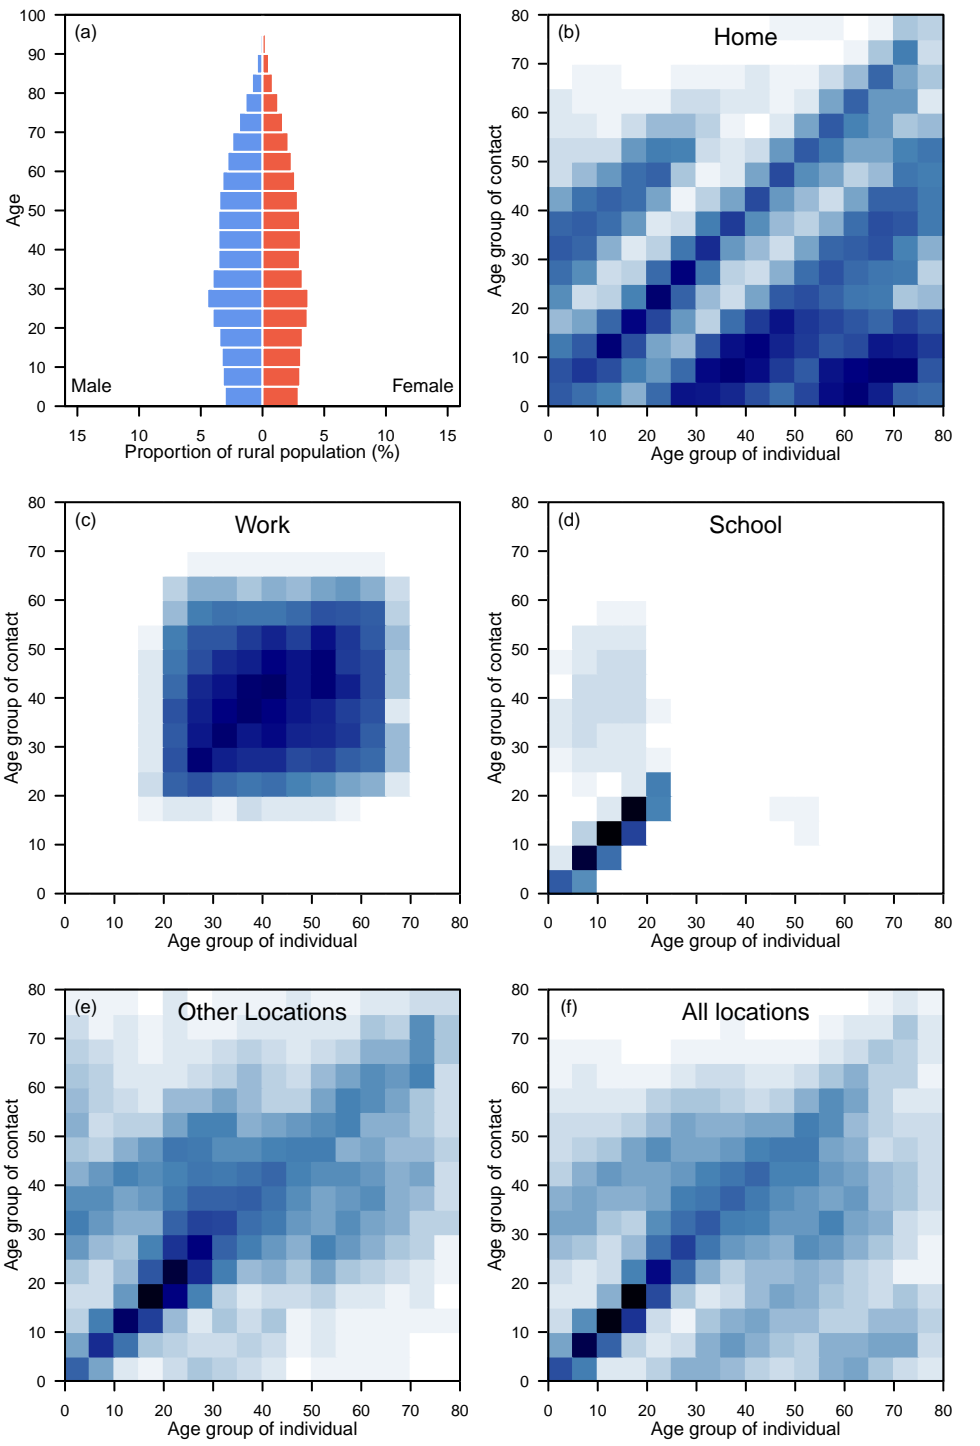 (a)
100
90
80
70
60
50
40
30
20
10
0
Age
Male
Female
15 10 5 0 5 10 15
Proportion of rural population (%)
(b)
Home
80
70
60
50
40
30
20
10
0
Age group of contact
0 10 20 30 40 50 60 70 80
Age group of individual
(c)
Work
80
70
60
50
40
30
20
10
0
Age group of contact
0 10 20 30 40 50 60 70 80
Age group of individual
(d)
School
80
70
60
50
40
30
20
10
0
Age group of contact
0 10 20 30 40 50 60 70 80
Age group of individual
(e)
Other Locations
80
70
60
50
40
30
20
10
0
Age group of contact
0 10 20 30 40 50 60 70 80
Age group of individual
(f)
All locations
80
70
60
50
40
30
20
10
0
Age group of contact
0 10 20 30 40 50 60 70 80
Age group of individual